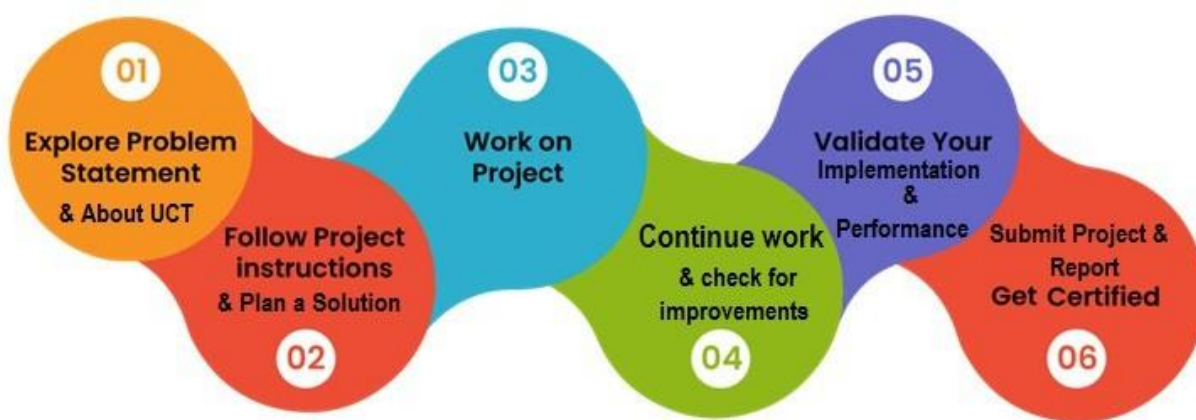 01
Explore Problem
Statement
& About UCT
Follow Project
instructions
& Plan a Solution
02
03
Work on
Project
Continue work
& check for
improvements
04
05
Validate Your
Implementation
&
Performance
Submit Project &
Report
Get Certified
06